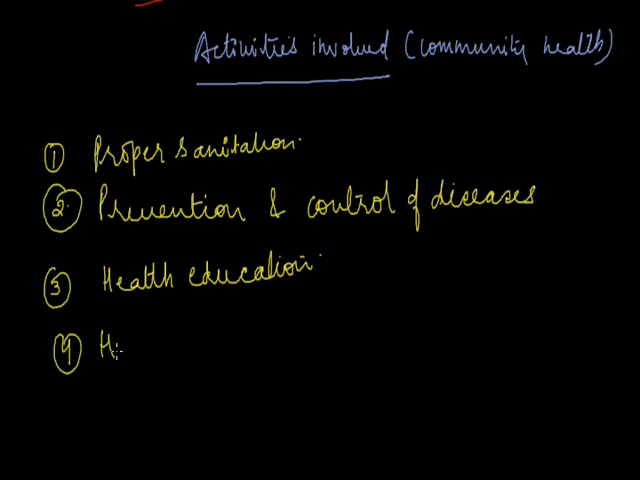 Activities involved (community health)
① Proper sanitation.
② Prevention & control of diseases
③ Health education.
④ H